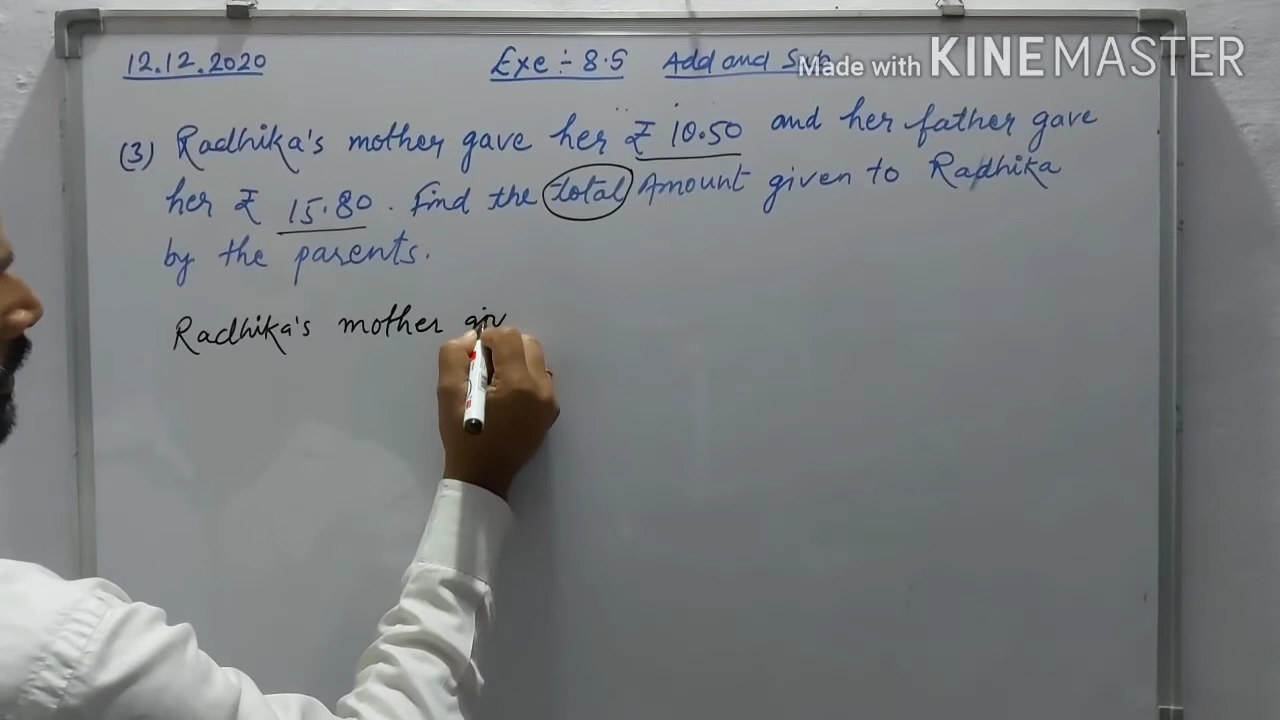 12.12.2020 Exe ÷ 8.5 Add and Sub
Made with KINEMASTER
(3) Radhika's mother gave her ₹ 10.50 and her father gave
her ₹ 15.80. Find the total Amount given to Radhika
by the parents.
Radhika's mother giv